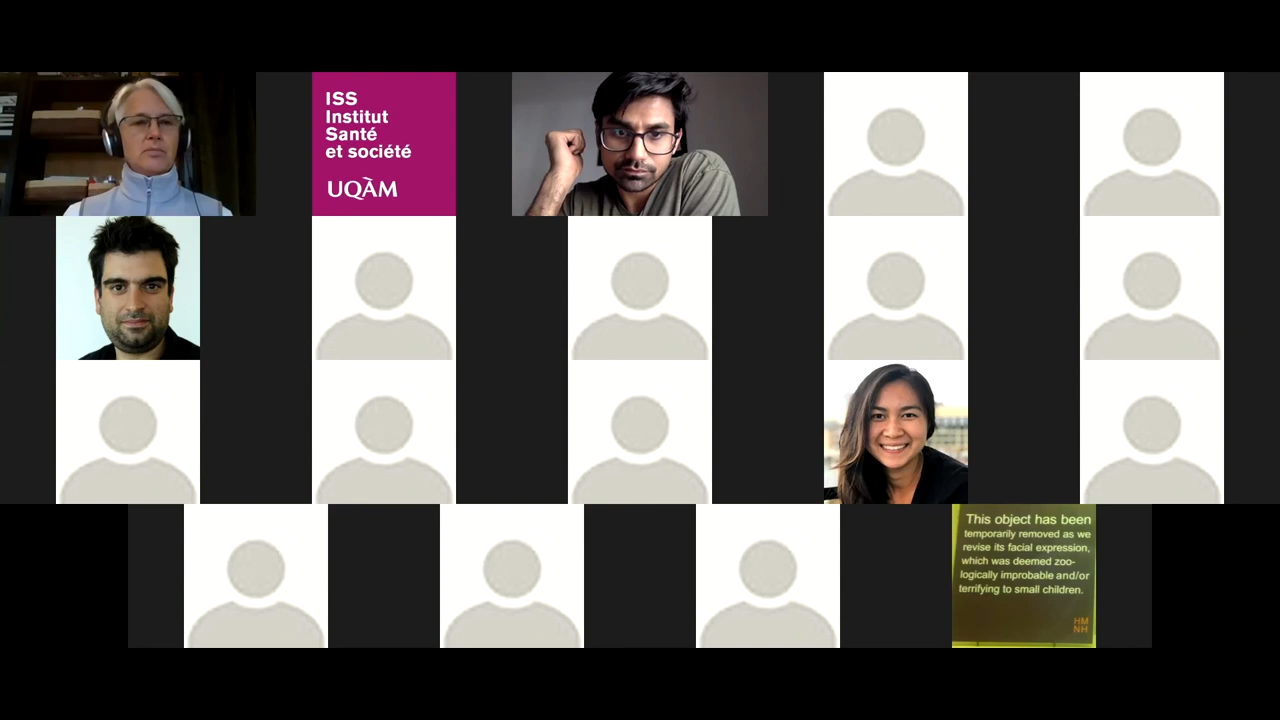 ISS
Institut
Santé
et société
UQÀM
This object has been
temporarily removed as we
revise its facial expression,
which was deemed zoo-
logically improbable and/or
terrifying to small children.
HM
NH